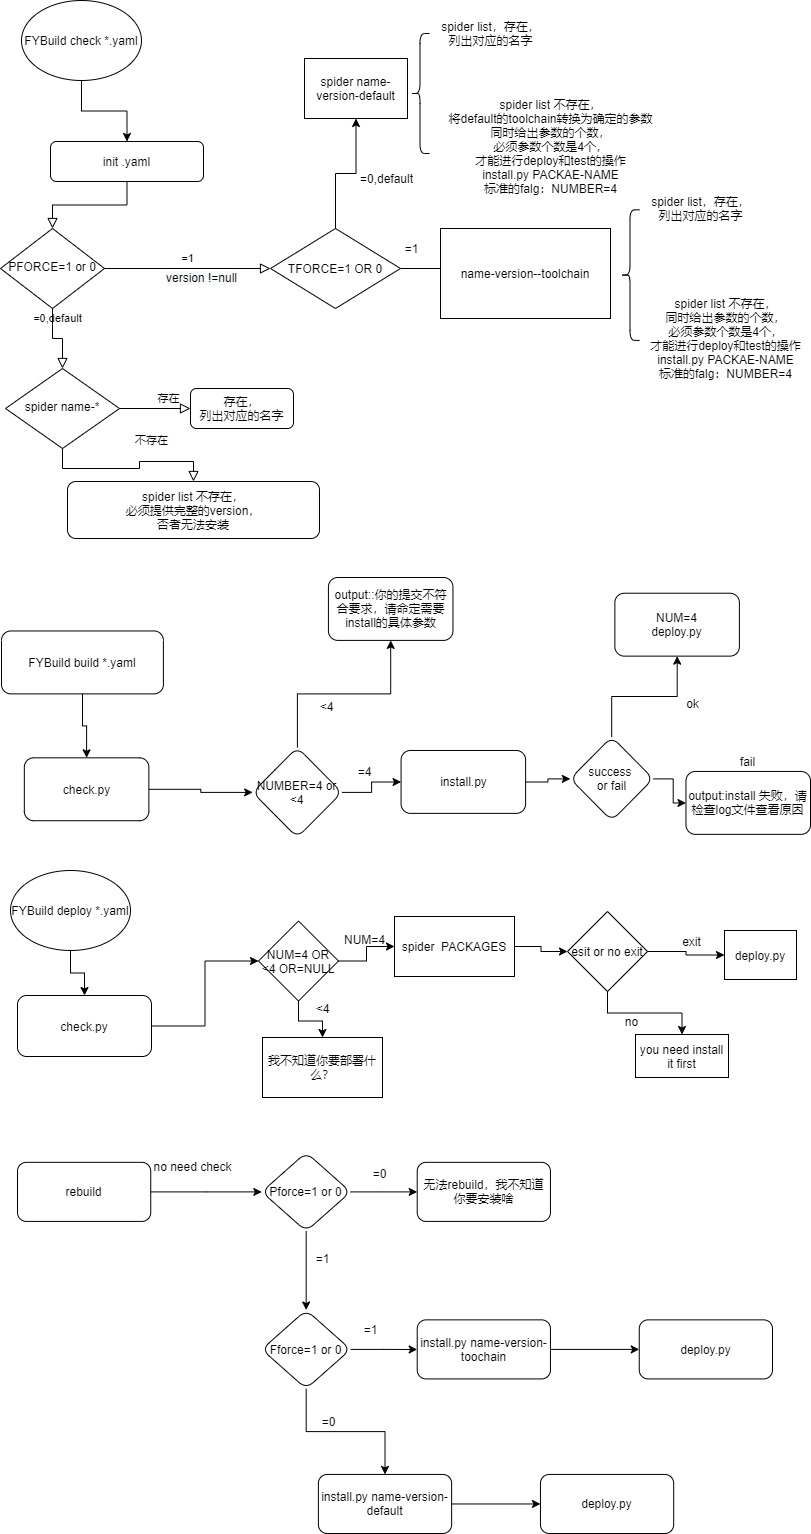 FYBuild check *.yaml
init .yaml
PFORCE=1 or 0
=1
version !=null
TFORCE=1 OR 0
=0,default
spider name-
version-default
spider list，存在，
列出对应的名字
spider list 不存在，
将default的toolchain转换为确定的参数
同时给出参数的个数，
必须参数个数是4个，
才能进行deploy和test的操作
install.py PACKAE-NAME
标准的falg：NUMBER=4
=1
name-version--toolchain
spider list，存在，
列出对应的名字
spider list 不存在，
同时给出参数的个数，
必须参数个数是4个，
才能进行deploy和test的操作
install.py PACKAE-NAME
标准的falg：NUMBER=4
=0,default
spider name-*
存在
存在，
列出对应的名字
不存在
spider list 不存在，
必须提供完整的version，
否者无法安装
FYBuild build *.yaml
check.py
NUMBER=4 or
<4
<4
output::你的提交不符
合要求，请命定需要
install的具体参数
=4
install.py
success
or fail
ok
NUM=4
deploy.py
fail
output:install 失败，请
检查log文件查看原因
FYBuild deploy *.yaml
check.py
NUM=4 OR
<4 OR=NULL
NUM=4
spider  PACKAGES
<4
我不知道你要部署什
么？
esit or no exit
exit
deploy.py
no
you need install
it first
rebuild
no need check
Pforce=1 or 0
=0
无法rebuild，我不知道
你要安装啥
=1
Fforce=1 or 0
=1
install.py name-version-
toochain
deploy.py
=0
install.py name-version-
default
deploy.py